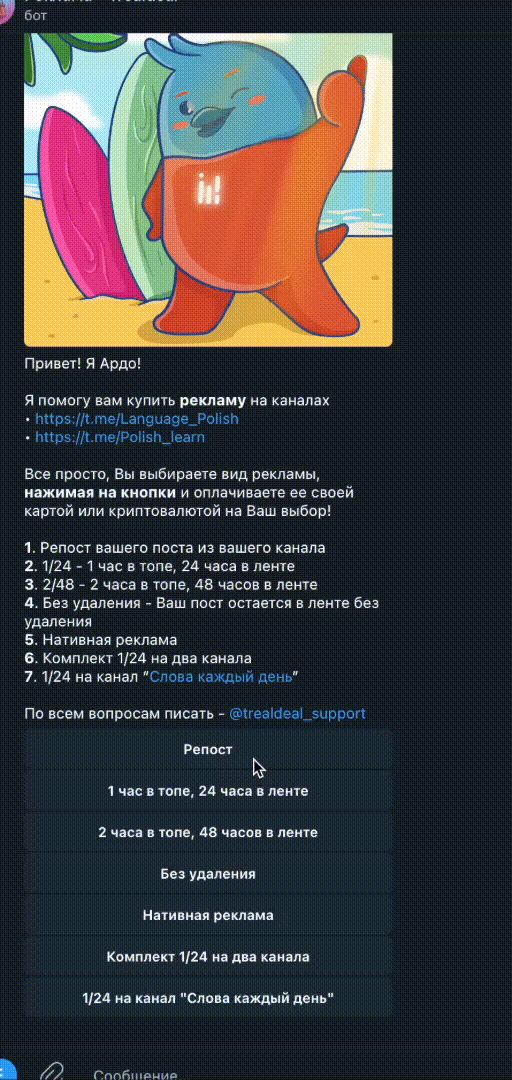 бот
Привет! Я Ардо!
Я помогу вам купить рекламу на каналах
• https://t.me/Language_Polish
• https://t.me/Polish_learn
Все просто, Вы выбираете вид рекламы,
нажимая на кнопки и оплачиваете ее своей
картой или криптовалютой на Ваш выбор!
1. Репост вашего поста из вашего канала
2. 1/24 - 1 час в топе, 24 часа в ленте
3. 2/48 - 2 часа в топе, 48 часов в ленте
4. Без удаления - Ваш пост остается в ленте без
удаления
5. Нативная реклама
6. Комплект 1/24 на два канала
7. 1/24 на канал "Слова каждый день"
По всем вопросам писать - @trealdeal_support
Репост
1 час в топе, 24 часа в ленте
2 часа в топе, 48 часов в ленте
Без удаления
Нативная реклама
Комплект 1/24 на два канала
1/24 на канал "Слова каждый день"
Сообщение...